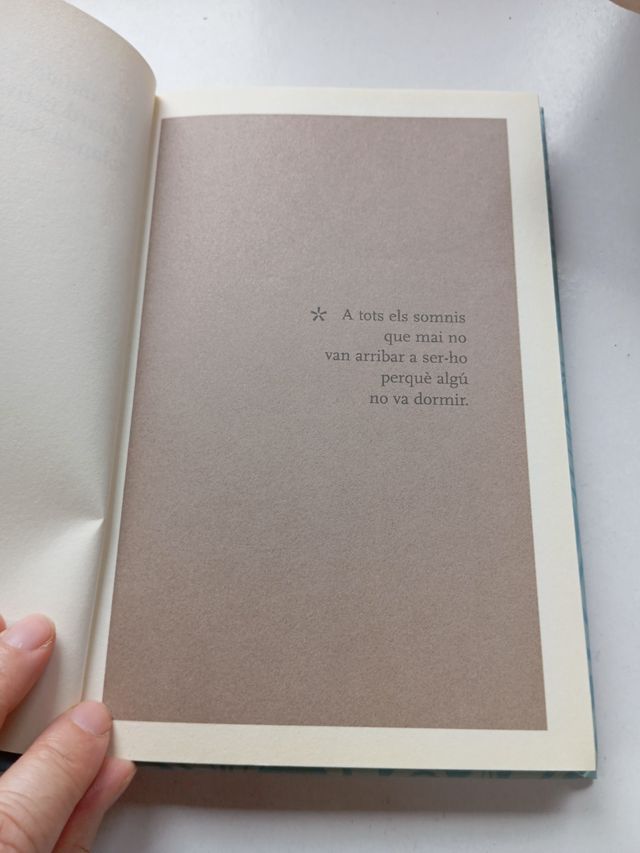 * A tots els somnis
que mai no
van arribar a ser-ho
perquè algú
no va dormir.